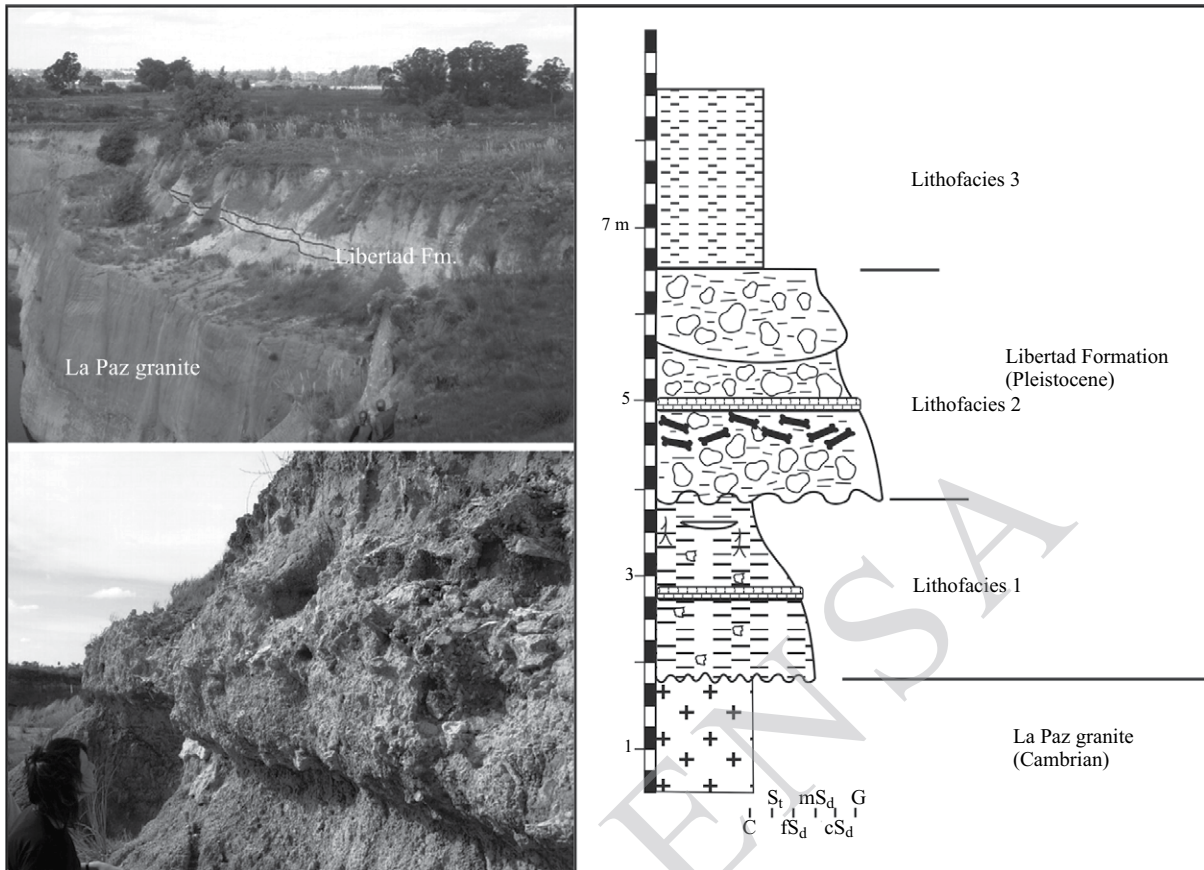 Libertad Fm.
La Paz granite
7 m
5
3
1
Lithofacies 3
Libertad Formation
(Pleistocene)
Lithofacies 2
Lithofacies 1
La Paz granite
(Cambrian)
St mSd G
C fSd cSd
ENSA